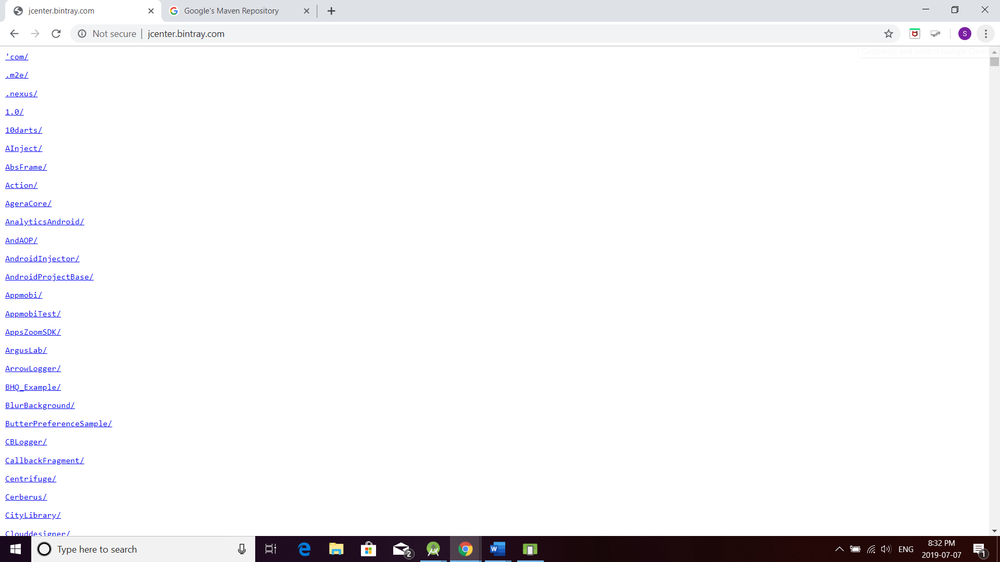 jcenter.bintray.com
Google's Maven Repository
Not secure | jcenter.bintray.com
S
Customize and control Google Chrom
'com/
.m2e/
.nexus/
1.0/
10darts/
AInject/
AbsFrame/
Action/
AgeraCore/
AnalyticsAndroid/
AndAOP/
AndroidInjector/
AndroidProjectBase/
Appmobi/
AppmobiTest/
AppsZoomSDK/
ArgusLab/
ArrowLogger/
BHQ_Example/
BlurBackground/
ButterPreferenceSample/
CBLogger/
CallbackFragment/
Centrifuge/
Cerberus/
CityLibrary/
Clouddesigner/
Type here to search
2
W
ENG
8:32 PM
2019-07-07
1